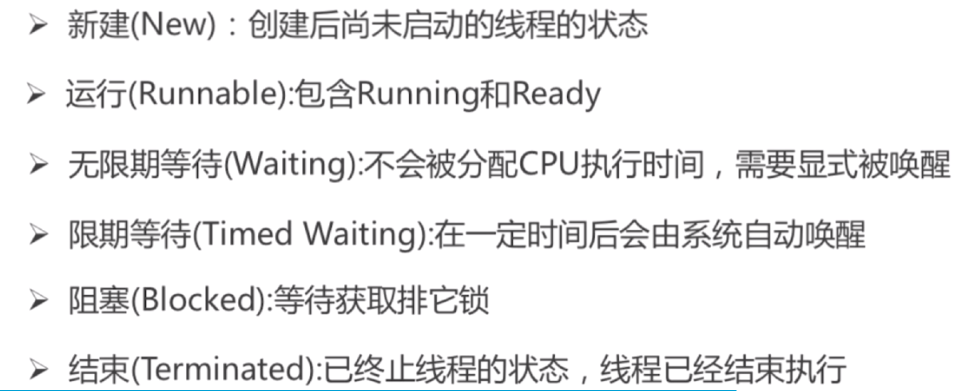 ➢ 新建(New)：创建后尚未启动的线程的状态
➢ 运行(Runnable):包含Running和Ready
➢ 无限期等待(Waiting):不会被分配CPU执行时间，需要显式被唤醒
➢ 限期等待(Timed Waiting):在一定时间后会由系统自动唤醒
➢ 阻塞(Blocked):等待获取排它锁
➢ 结束(Terminated):已终止线程的状态，线程已经结束执行